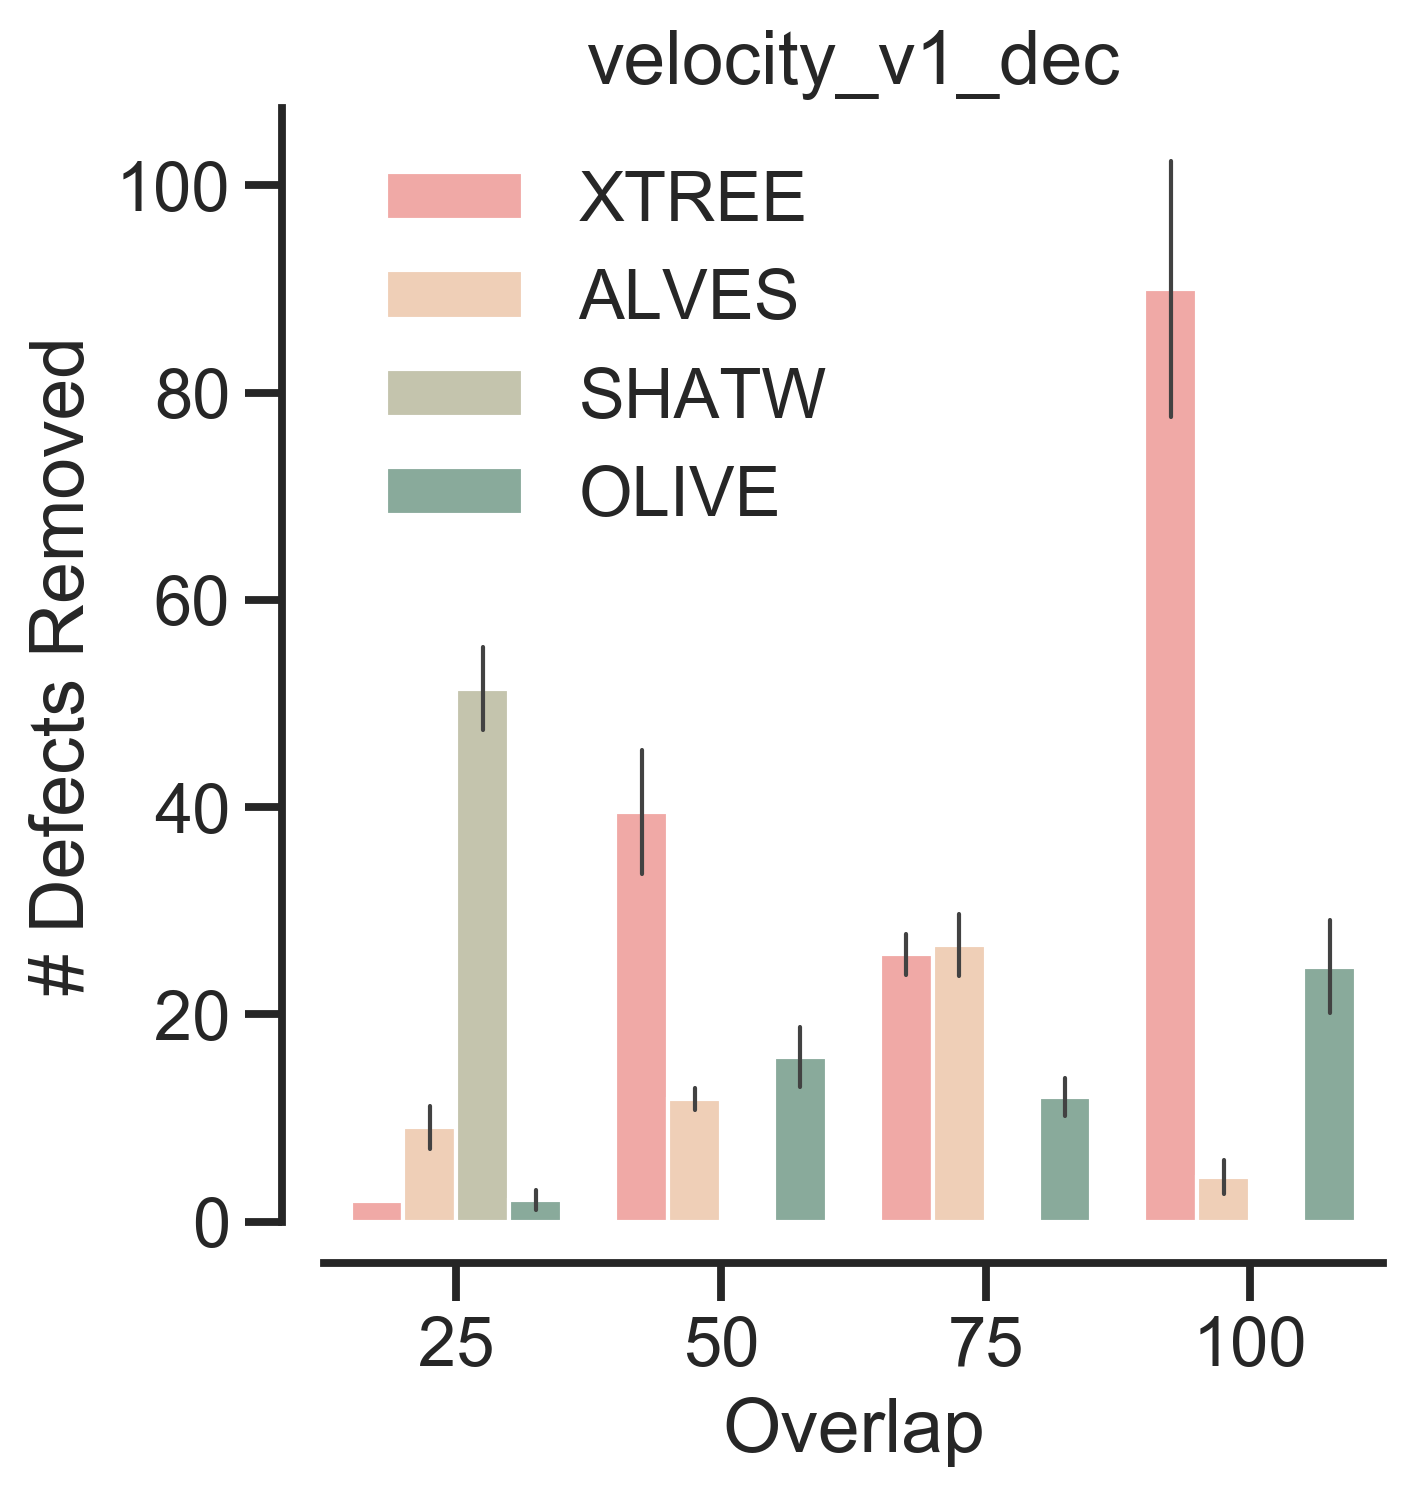 velocity_v1_dec
XTREE
ALVES
SHATW
OLIVE
# Defects Removed
100
80
60
40
20
0
25 50 75 100
Overlap